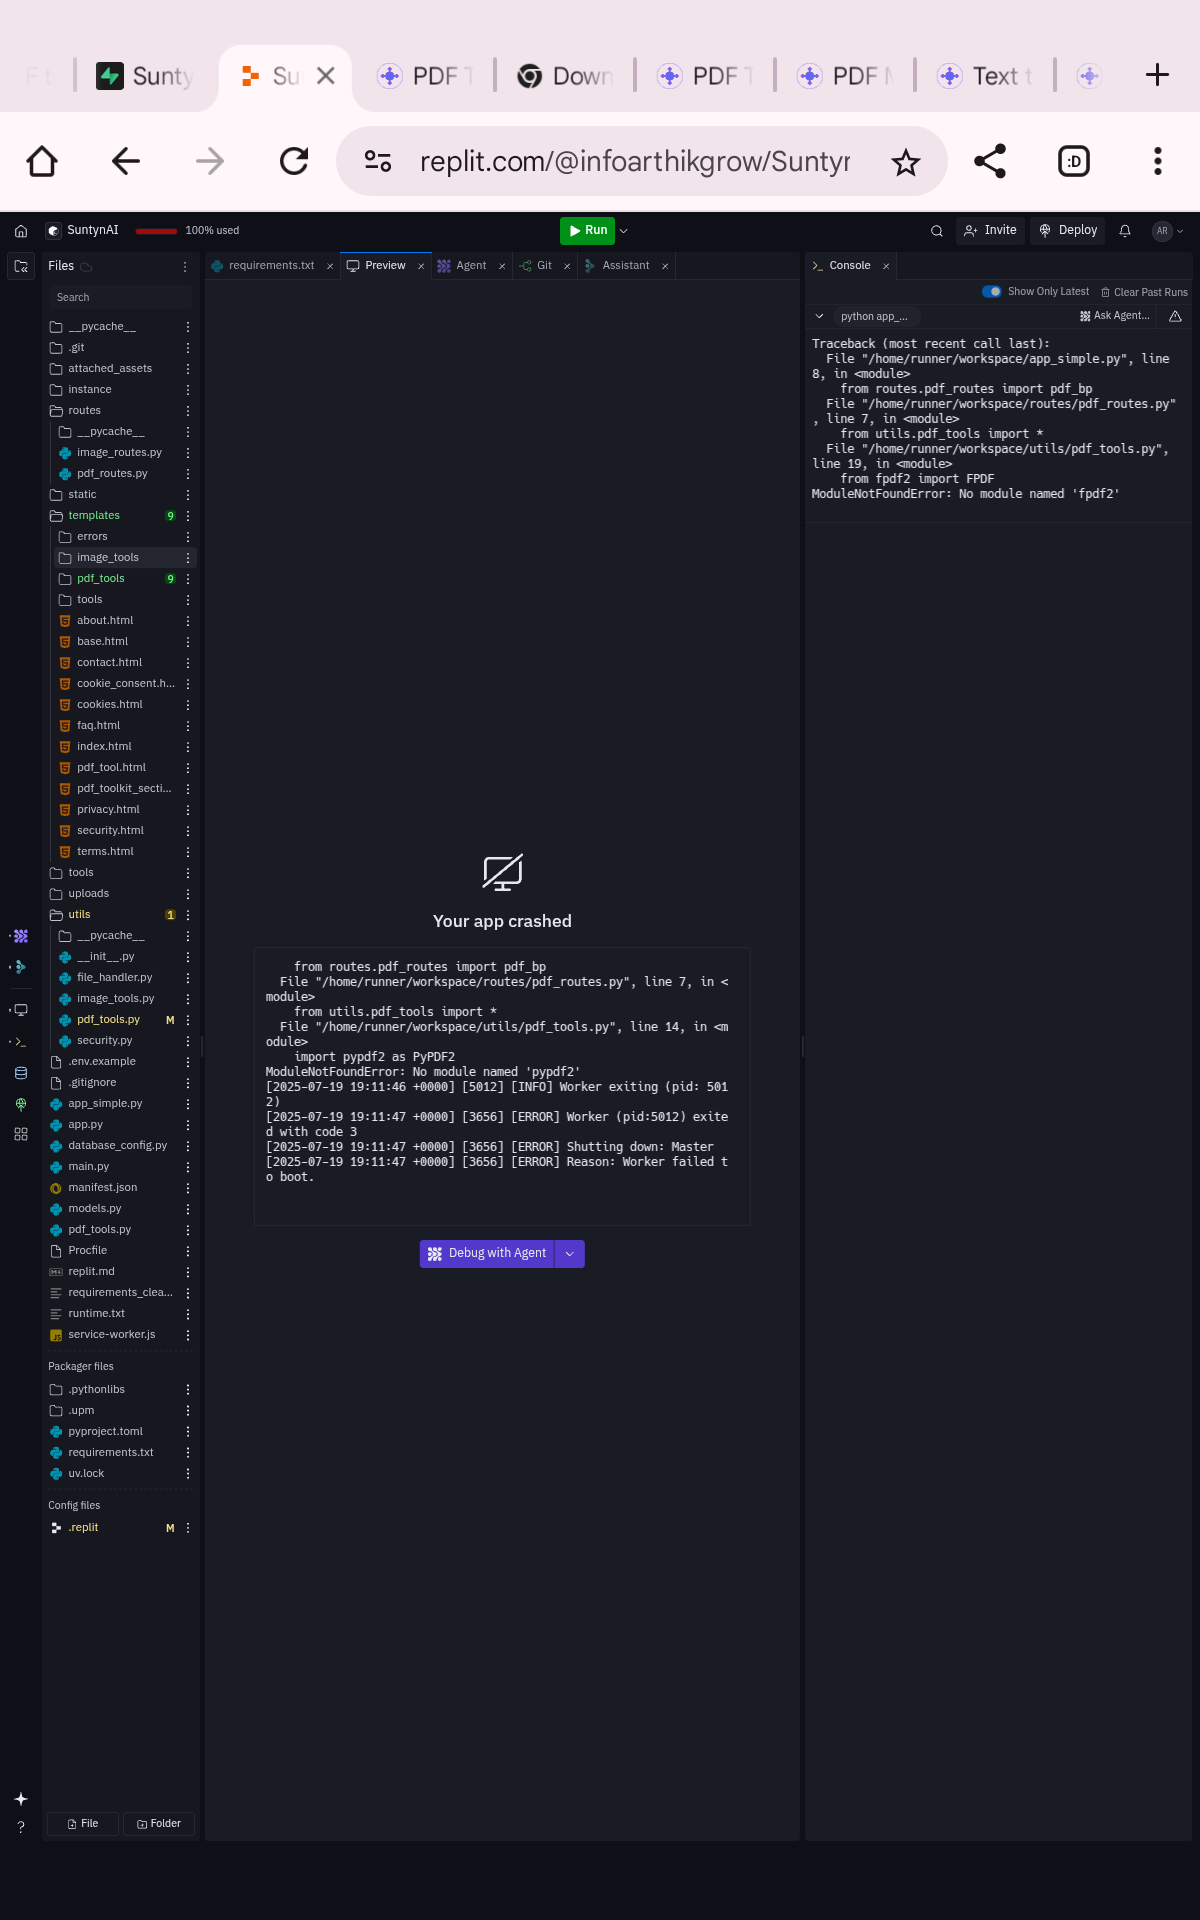 Sunty
Su
PDF T
Down
PDF T
PDF M
Text t
replit.com/@infoarthikgrow/Suntyn
:D
SuntynAI
100% used
Run
Invite
Deploy
AR
Files
requirements.txt
Preview
Agent
Git
Assistant
Console
Search
Show Only Latest
Clear Past Runs
python app_...
Ask Agent...
__pycache__
.git
attached_assets
instance
routes
__pycache__
image_routes.py
pdf_routes.py
static
templates 9
errors
image_tools
pdf_tools 9
tools
about.html
base.html
contact.html
cookie_consent.h...
cookies.html
faq.html
index.html
pdf_tool.html
pdf_toolkit_secti...
privacy.html
security.html
terms.html
tools
uploads
utils 1
__pycache__
__init__.py
file_handler.py
image_tools.py
pdf_tools.py M
security.py
.env.example
.gitignore
app_simple.py
app.py
database_config.py
main.py
manifest.json
models.py
pdf_tools.py
Procfile
replit.md
requirements_clea...
runtime.txt
service-worker.js
Packager files
.pythonlibs
.upm
pyproject.toml
requirements.txt
uv.lock
Config files
.replit M
File
Folder
Your app crashed
from routes.pdf_routes import pdf_bp
File "/home/runner/workspace/routes/pdf_routes.py", line 7, in <
module>
from utils.pdf_tools import *
File "/home/runner/workspace/utils/pdf_tools.py", line 14, in <m
odule>
import pypdf2 as PyPDF2
ModuleNotFoundError: No module named 'pypdf2'
[2025-07-19 19:11:46 +0000] [5012] [INFO] Worker exiting (pid: 501
2)
[2025-07-19 19:11:47 +0000] [3656] [ERROR] Worker (pid:5012) exite
d with code 3
[2025-07-19 19:11:47 +0000] [3656] [ERROR] Shutting down: Master
[2025-07-19 19:11:47 +0000] [3656] [ERROR] Reason: Worker failed t
o boot.
Debug with Agent
Traceback (most recent call last):
File "/home/runner/workspace/app_simple.py", line
8, in <module>
from routes.pdf_routes import pdf_bp
File "/home/runner/workspace/routes/pdf_routes.py"
, line 7, in <module>
from utils.pdf_tools import *
File "/home/runner/workspace/utils/pdf_tools.py",
line 19, in <module>
from fpdf2 import FPDF
ModuleNotFoundError: No module named 'fpdf2'